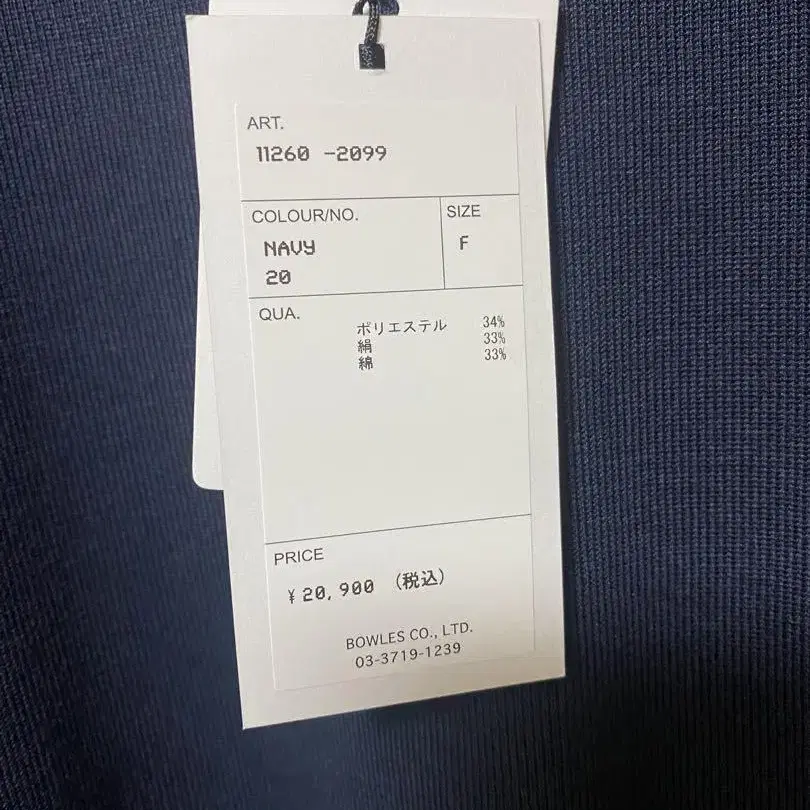 ART.
11260 -2099
COLOUR/NO.
NAVY
20
SIZE
F
QUA.
ポリエステル 34%
絹 33%
綿 33%
PRICE
¥20,900 (税込)
BOWLES CO., LTD.
03-3719-1239